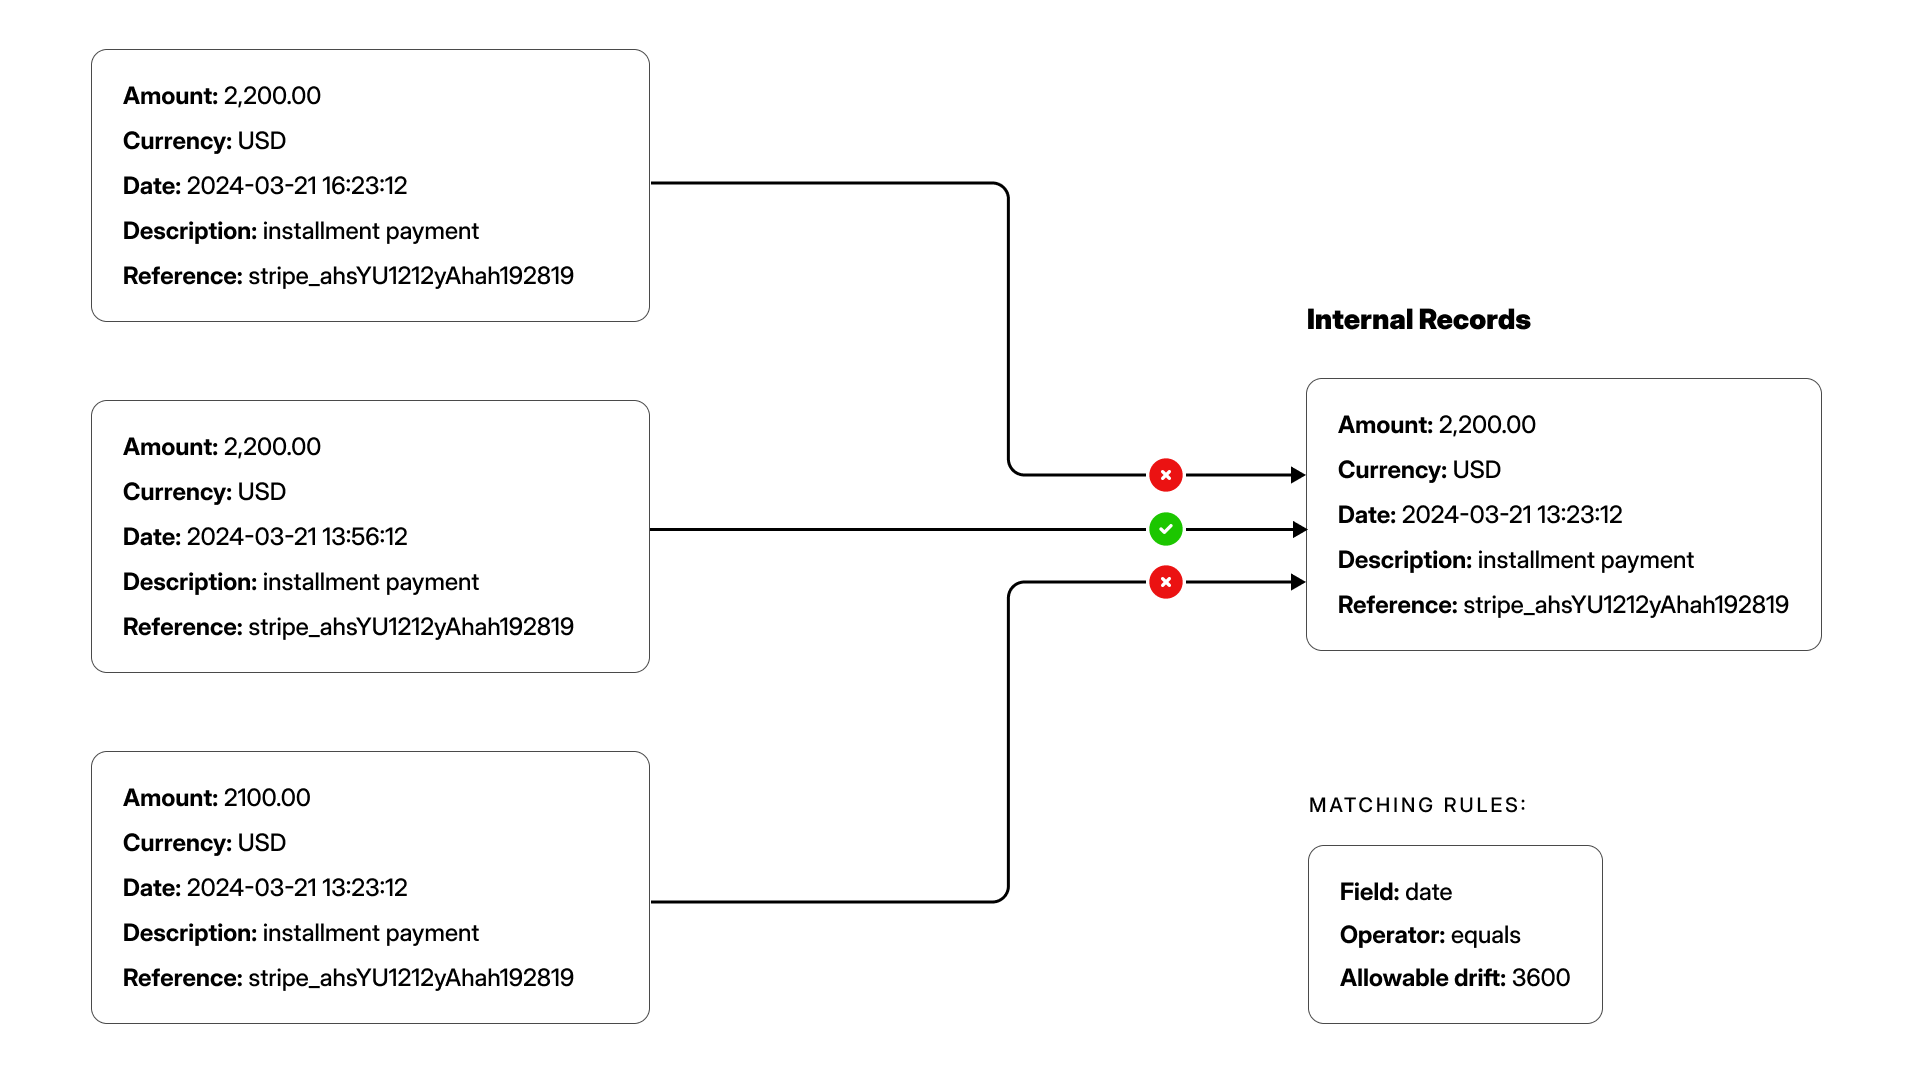 Amount: 2,200.00
Currency: USD
Date: 2024-03-21 16:23:12
Description: installment payment
Reference: stripe_ahsYU1212yAhah192819
Amount: 2,200.00
Currency: USD
Date: 2024-03-21 13:56:12
Description: installment payment
Reference: stripe_ahsYU1212yAhah192819
Amount: 2100.00
Currency: USD
Date: 2024-03-21 13:23:12
Description: installment payment
Reference: stripe_ahsYU1212yAhah192819
Internal Records
Amount: 2,200.00
Currency: USD
Date: 2024-03-21 13:23:12
Description: installment payment
Reference: stripe_ahsYU1212yAhah192819
MATCHING RULES:
Field: date
Operator: equals
Allowable drift: 3600